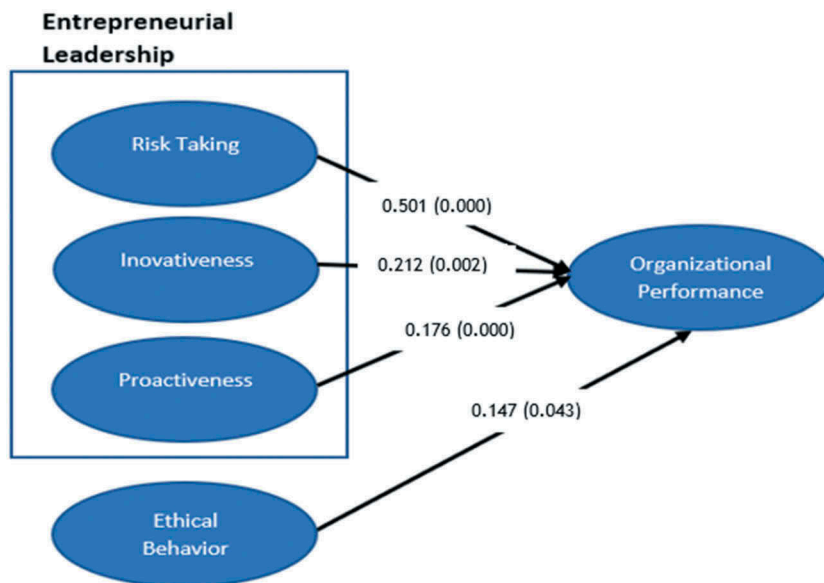 Entrepreneurial
Leadership
Risk Taking
0.501 (0.000)
Inovativeness
0.212 (0.002)
Organizational
Performance
0.176 (0.000)
Proactiveness
0.147 (0.043)
Ethical
Behavior